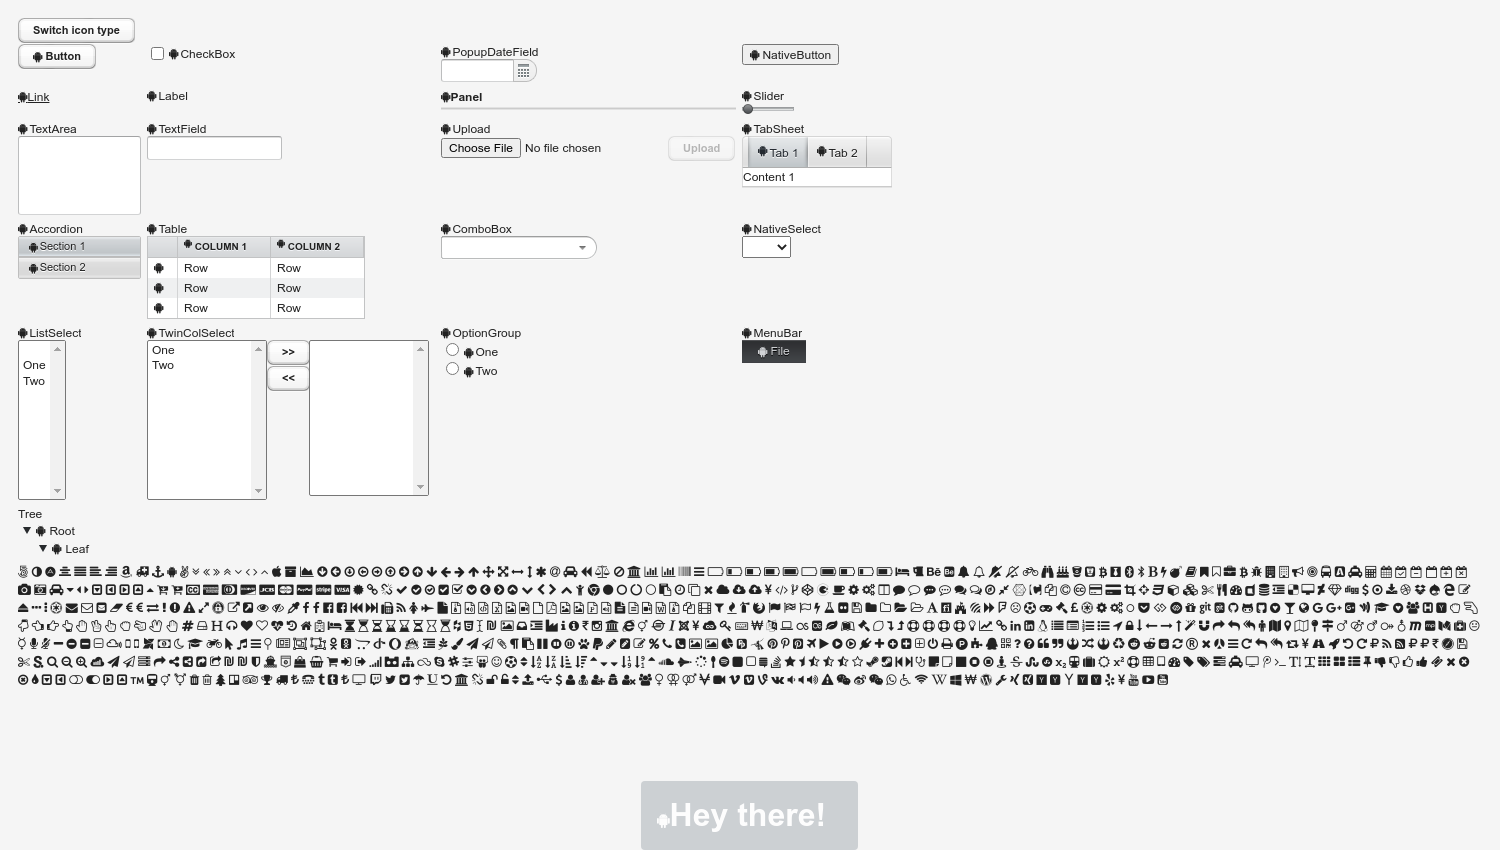 Switch icon type
Button CheckBox PopupDateField NativeButton
Link Label Panel Slider
TextArea TextField Upload TabSheet
Choose File No file chosen Upload Tab 1 Tab 2
Content 1
Accordion Table ComboBox NativeSelect
Section 1 COLUMN 1 COLUMN 2
Section 2 Row Row
Row Row
Row Row
ListSelect TwinColSelect OptionGroup MenuBar
One >> One File
One Two Two
Two <<
Tree
Root
Leaf
Hey there!